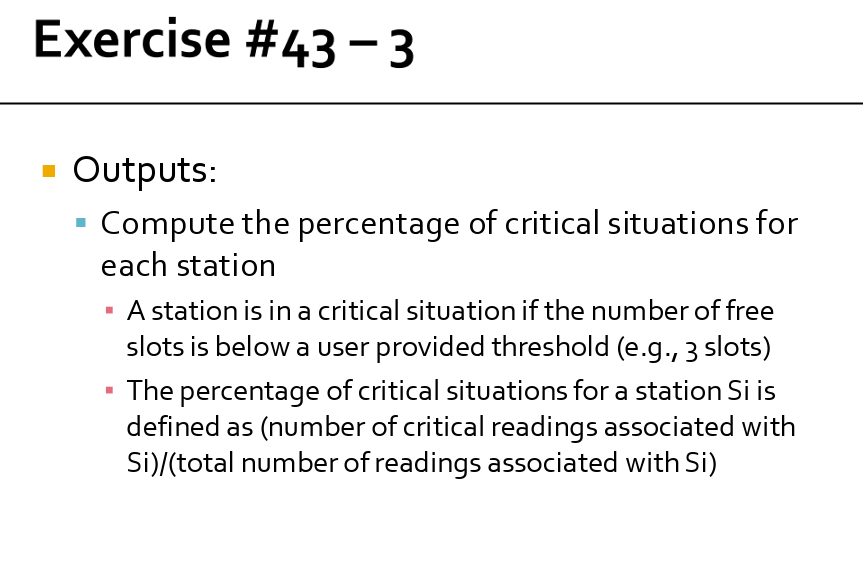 Exercise #43 – 3
Outputs:
Compute the percentage of critical situations for
each station
A station is in a critical situation if the number of free
slots is below a user provided threshold (e.g., 3 slots)
The percentage of critical situations for a station Si is
defined as (number of critical readings associated with
Si)/(total number of readings associated with Si)